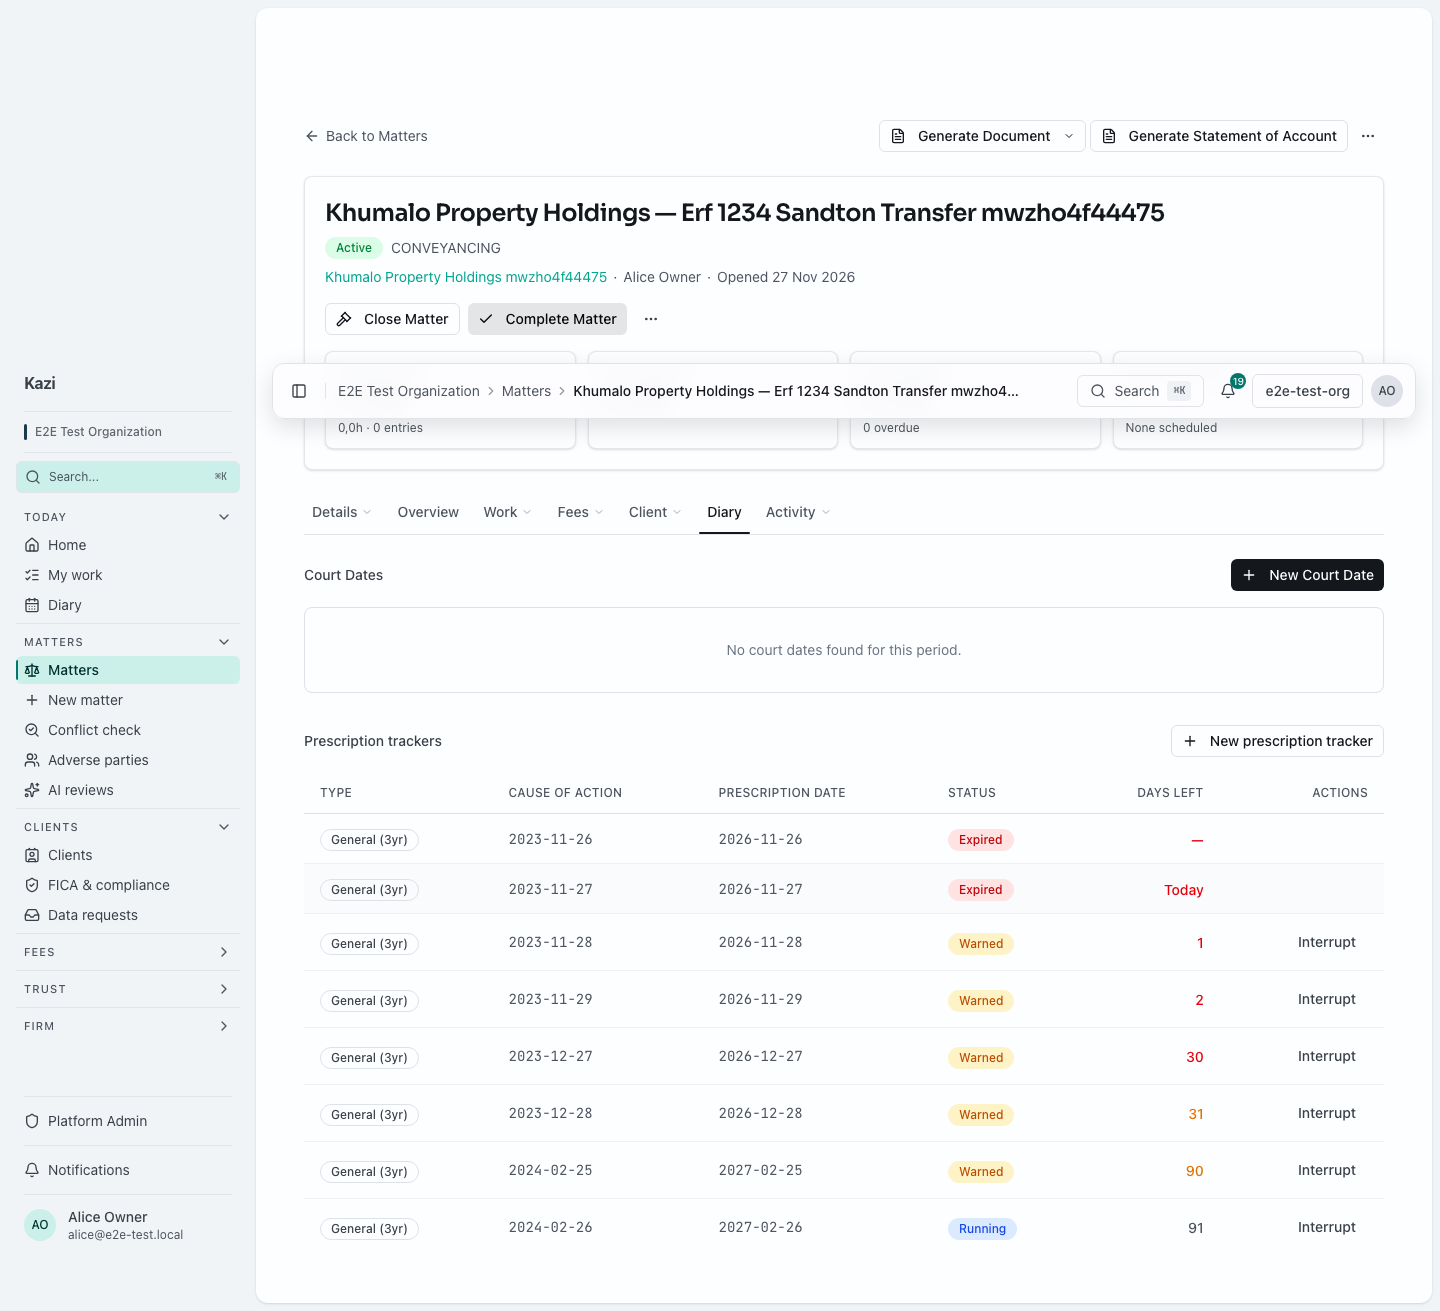 Kazi
E2E Test Organization
Search... ⌘K
TODAY
Home
My work
Diary
MATTERS
Matters
New matter
Conflict check
Adverse parties
AI reviews
CLIENTS
Clients
FICA & compliance
Data requests
FEES
TRUST
FIRM
Platform Admin
Notifications
AO Alice Owner
alice@e2e-test.local
Back to Matters Generate Document Generate Statement of Account
Khumalo Property Holdings — Erf 1234 Sandton Transfer mwzho4f44475
Active CONVEYANCING
Khumalo Property Holdings mwzho4f44475 · Alice Owner · Opened 27 Nov 2026
Close Matter Complete Matter
E2E Test Organization Matters Khumalo Property Holdings — Erf 1234 Sandton Transfer mwzho4... Search ⌘K 19 e2e-test-org AO
0,0h · 0 entries 0 overdue None scheduled
Details Overview Work Fees Client Diary Activity
Court Dates New Court Date
No court dates found for this period.
Prescription trackers New prescription tracker
TYPE CAUSE OF ACTION PRESCRIPTION DATE STATUS DAYS LEFT ACTIONS
General (3yr) 2023-11-26 2026-11-26 Expired —
General (3yr) 2023-11-27 2026-11-27 Expired Today
General (3yr) 2023-11-28 2026-11-28 Warned 1 Interrupt
General (3yr) 2023-11-29 2026-11-29 Warned 2 Interrupt
General (3yr) 2023-12-27 2026-12-27 Warned 30 Interrupt
General (3yr) 2023-12-28 2026-12-28 Warned 31 Interrupt
General (3yr) 2024-02-25 2027-02-25 Warned 90 Interrupt
General (3yr) 2024-02-26 2027-02-26 Running 91 Interrupt